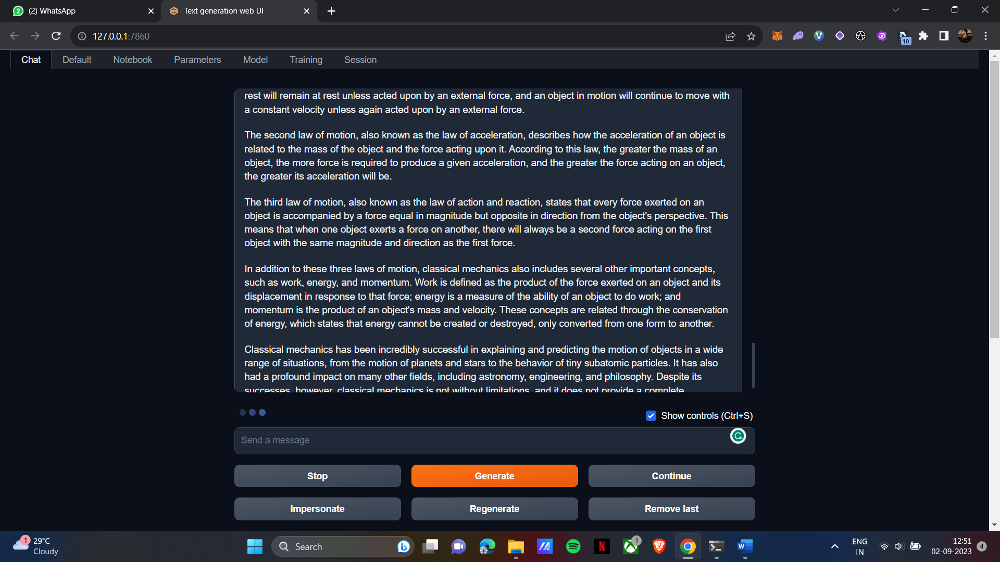 (2) WhatsApp
Text generation web UI
127.0.0.1:7860
10
Chat Default Notebook Parameters Model Training Session
rest will remain at rest unless acted upon by an external force, and an object in motion will continue to move with
a constant velocity unless again acted upon by an external force.
The second law of motion, also known as the law of acceleration, describes how the acceleration of an object is
related to the mass of the object and the force acting upon it. According to this law, the greater the mass of an
object, the more force is required to produce a given acceleration, and the greater the force acting on an object,
the greater its acceleration will be.
The third law of motion, also known as the law of action and reaction, states that every force exerted on an
object is accompanied by a force equal in magnitude but opposite in direction from the object's perspective. This
means that when one object exerts a force on another, there will always be a second force acting on the first
object with the same magnitude and direction as the first force.
In addition to these three laws of motion, classical mechanics also includes several other important concepts,
such as work, energy, and momentum. Work is defined as the product of the force exerted on an object and its
displacement in response to that force; energy is a measure of the ability of an object to do work; and
momentum is the product of an object's mass and velocity. These concepts are related through the conservation
of energy, which states that energy cannot be created or destroyed, only converted from one form to another.
Classical mechanics has been incredibly successful in explaining and predicting the motion of objects in a wide
range of situations, from the motion of planets and stars to the behavior of tiny subatomic particles. It has also
had a profound impact on many other fields, including astronomy, engineering, and philosophy. Despite its
successes, however, classical mechanics is not without limitations, and it does not provide a complete
Show controls (Ctrl+S)
Send a message
Stop Generate Continue
Impersonate Regenerate Remove last
1
29°C
Cloudy
Search
1
ENG
IN
12:51
02-09-2023
4